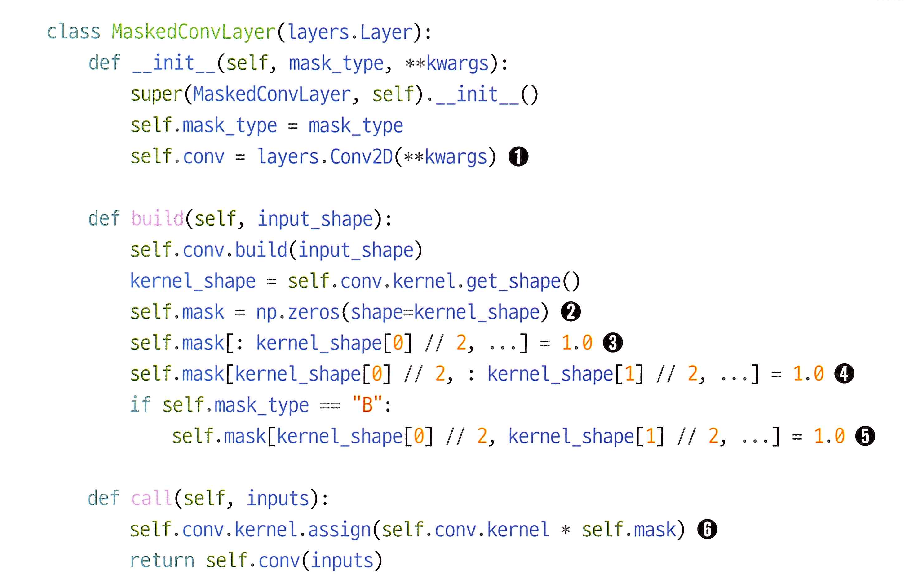 class MaskedConvLayer(layers.Layer):
    def __init__(self, mask_type, **kwargs):
        super(MaskedConvLayer, self).__init__()
        self.mask_type = mask_type
        self.conv = layers.Conv2D(**kwargs) ❶

    def build(self, input_shape):
        self.conv.build(input_shape)
        kernel_shape = self.conv.kernel.get_shape()
        self.mask = np.zeros(shape=kernel_shape) ❷
        self.mask[: kernel_shape[0] // 2, ...] = 1.0 ❸
        self.mask[kernel_shape[0] // 2, : kernel_shape[1] // 2, ...] = 1.0 ❹
        if self.mask_type == "B":
            self.mask[kernel_shape[0] // 2, kernel_shape[1] // 2, ...] = 1.0 ❺

    def call(self, inputs):
        self.conv.kernel.assign(self.conv.kernel * self.mask) ❻
        return self.conv(inputs)